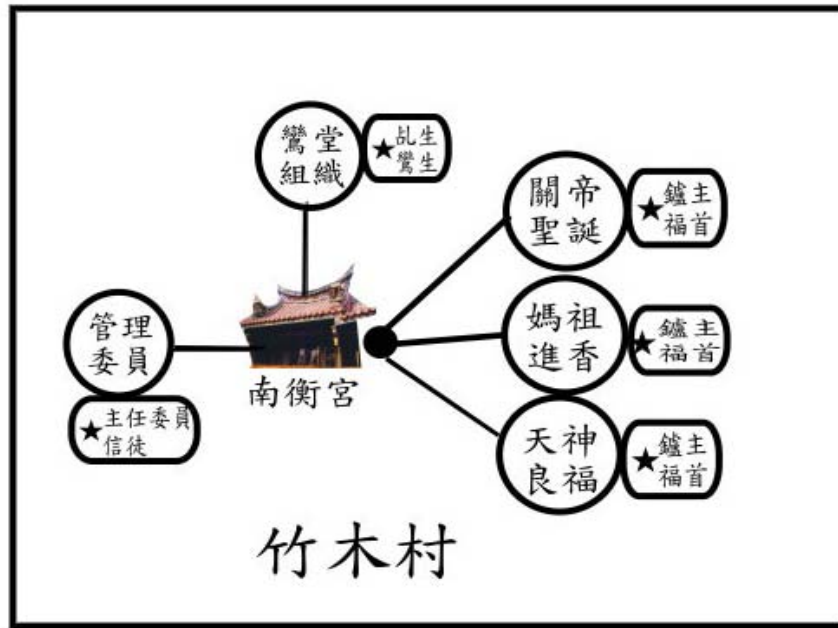 鸞堂
組織
★乩生
鸞生
關帝
聖誕
★鑪主
福首
管理
委員
★主任委員
信徒
南衡宮
媽祖
進香
★鑪主
福首
天神
良福
★鑪主
福首
竹木村